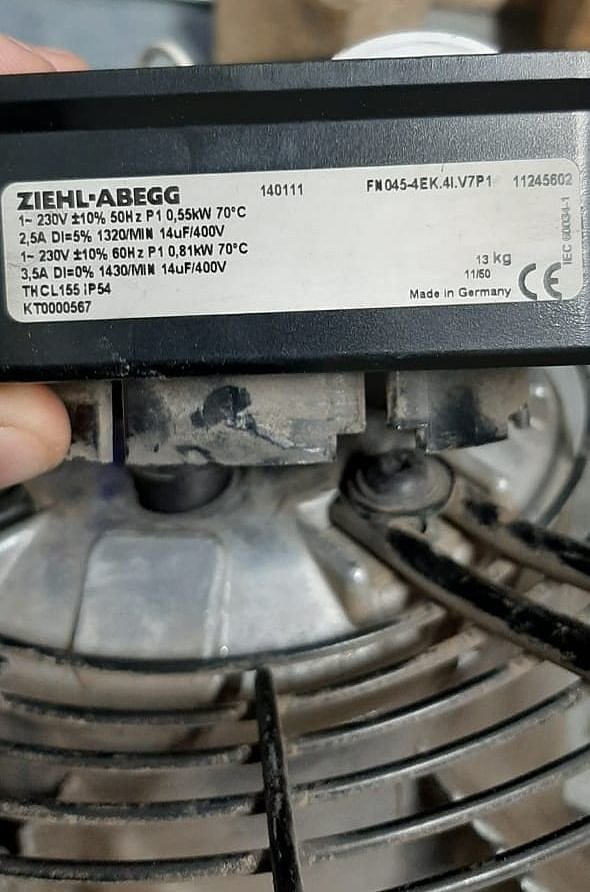 ZIEHL-ABEGG 140111 FN045-4EK.4I.V7P1 11245602
1~ 230V ±10% 50Hz P1 0,55kW 70°C
2,5A DI=5% 1320/MIN 14uF/400V
1~ 230V ±10% 60Hz P1 0,81kW 70°C
3,5A DI=0% 1430/MIN 14uF/400V
THCL155 IP54
KT0000567
13 kg
11/50
Made in Germany CE
IEC 60034-1